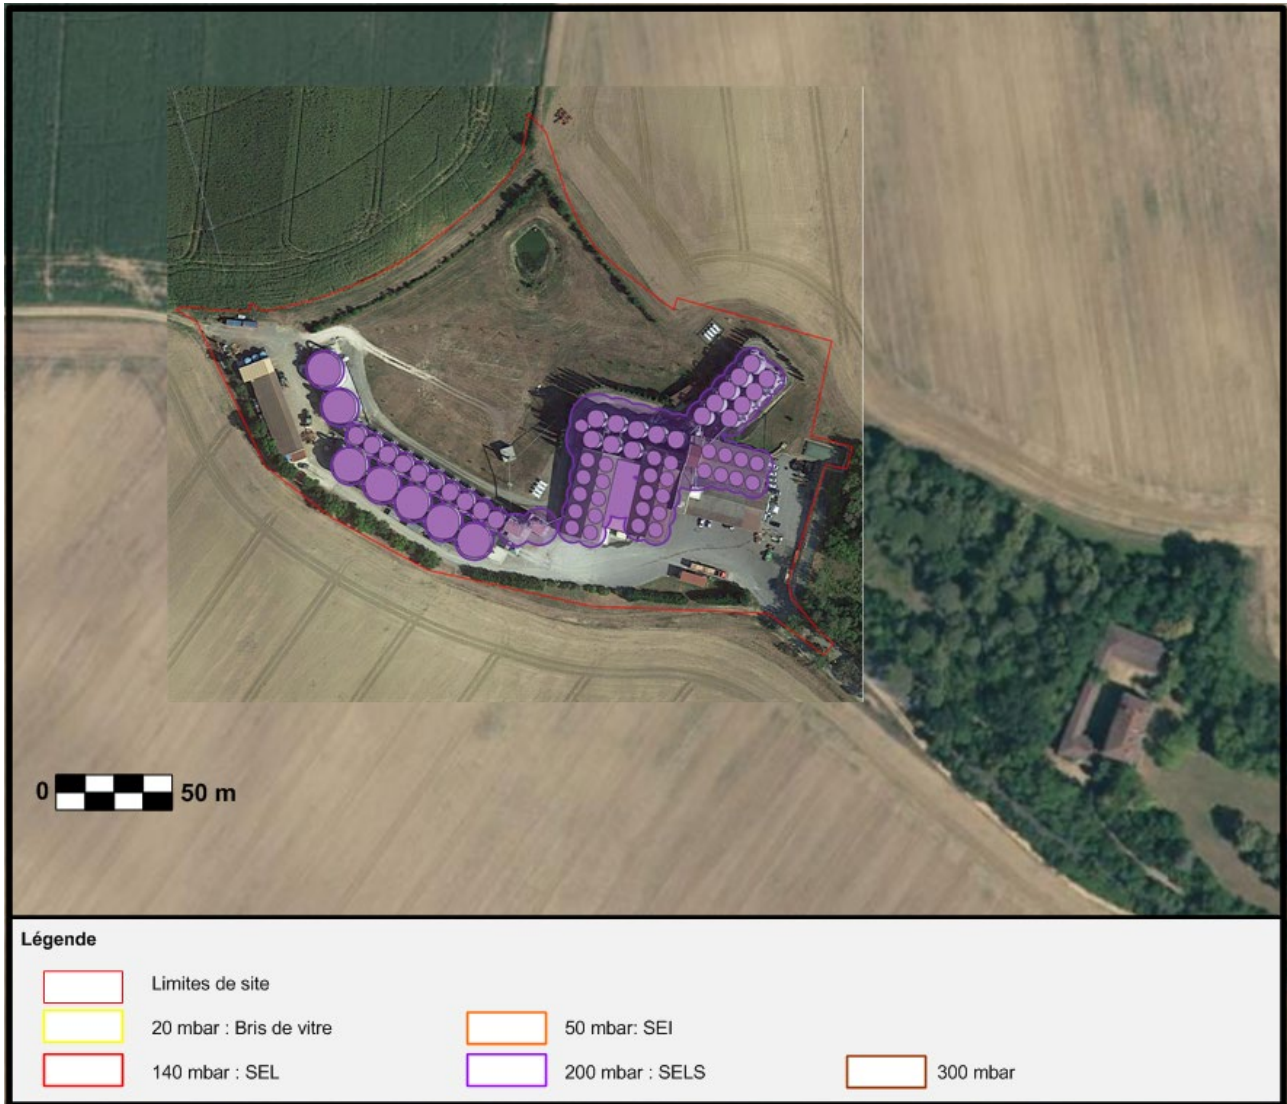 0 50 m
Légende
Limites de site
20 mbar : Bris de vitre 50 mbar: SEI
140 mbar : SEL 200 mbar : SELS 300 mbar